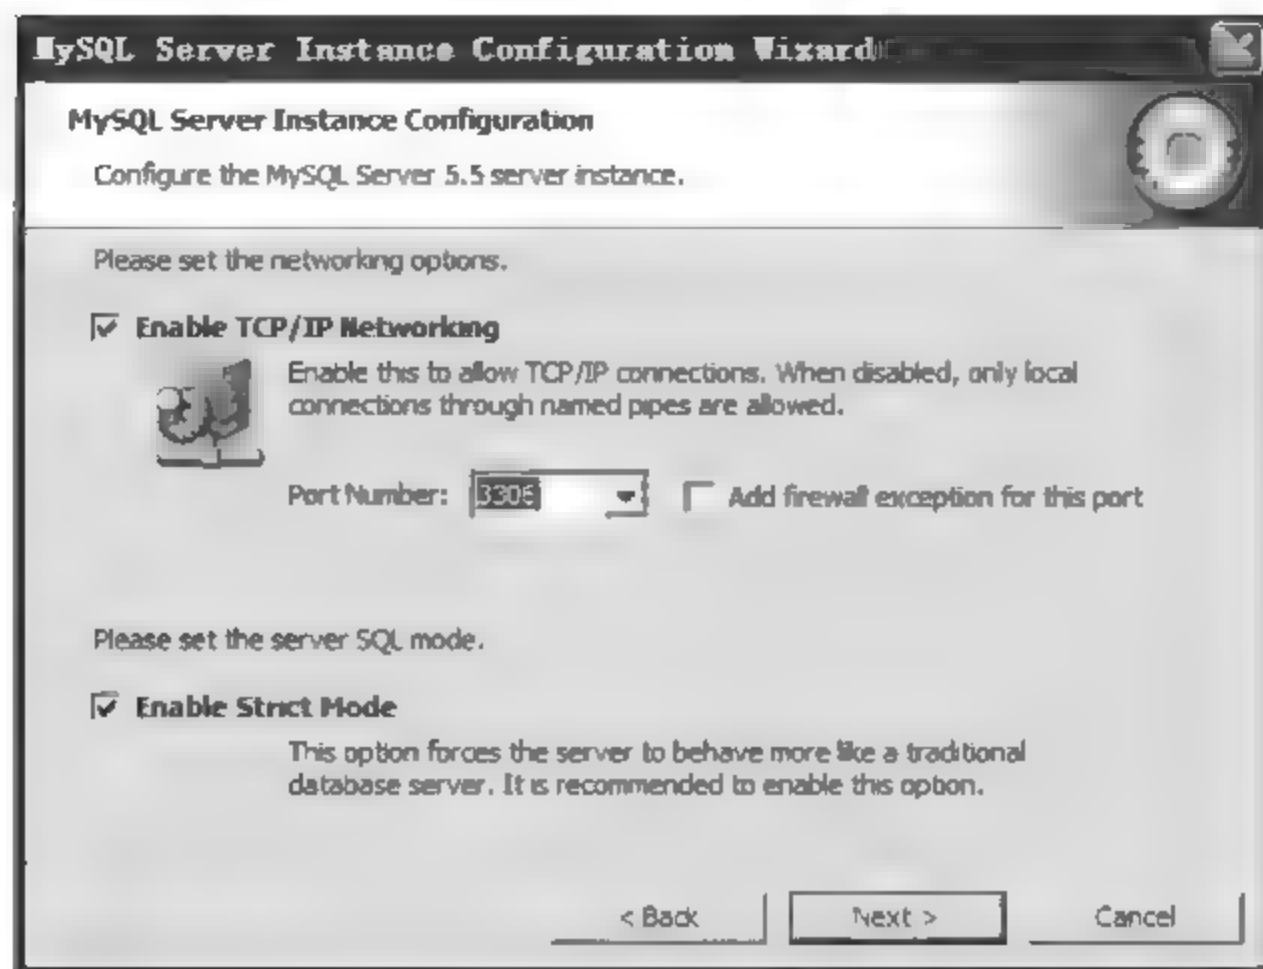 MySQL Server Instance Configuration Wizard
MySQL Server Instance Configuration
Configure the MySQL Server 5.5 server instance.
Please set the networking options.
Enable TCP/IP Networking
Enable this to allow TCP/IP connections. When disabled, only local
connections through named pipes are allowed.
Port Number: 3306 Add firewall exception for this port
Please set the server SQL mode.
Enable Strict Mode
This option forces the server to behave more like a traditional
database server. It is recommended to enable this option.
< Back Next > Cancel